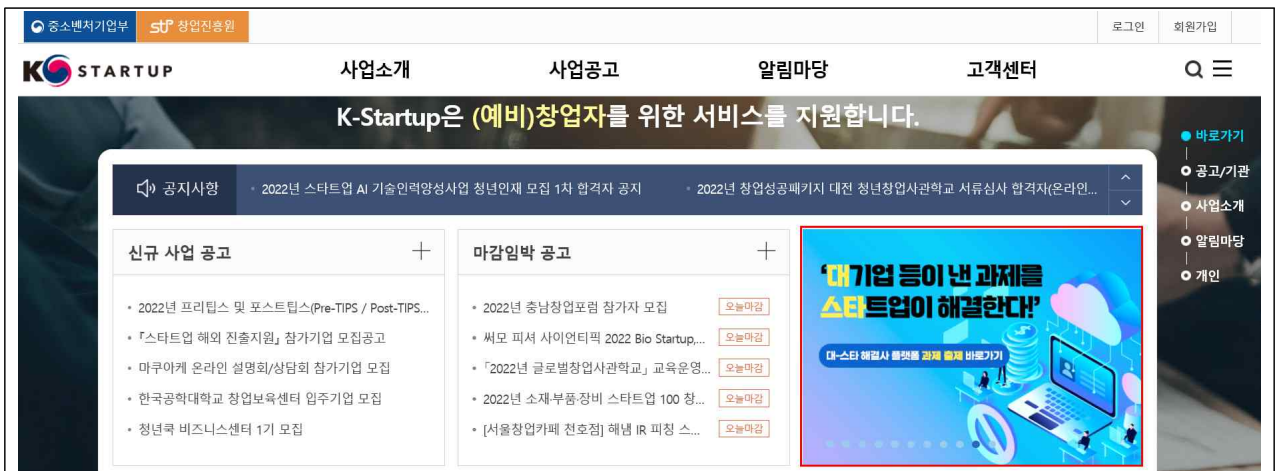 중소벤처기업부 창업진흥원 로그인 회원가입
K STARTUP 사업소개 사업공고 알림마당 고객센터
K-Startup은 (예비)창업자를 위한 서비스를 지원합니다.
바로가기
공고/기관
사업소개
알림마당
개인
공지사항 • 2022년 스타트업 AI 기술인력양성사업 청년인재 모집 1차 합격자 공지 • 2022년 창업성공패키지 대전 청년창업사관학교 서류심사 합격자(온라인...
신규 사업 공고
• 2022년 프리팁스 및 포스트팁스(Pre-TIPS / Post-TIPS...
• 『스타트업 해외 진출지원』 참가기업 모집공고
• 마쿠아케 온라인 설명회/상담회 참가기업 모집
• 한국공학대학교 창업보육센터 입주기업 모집
• 청년쿡 비즈니스센터 1기 모집
마감임박 공고
• 2022년 충남창업포럼 참가자 모집 오늘마감
• 써모 피셔 사이언티픽 2022 Bio Startup,... 오늘마감
• 「2022년 글로벌창업사관학교」 교육운영... 오늘마감
• 2022년 소재·부품·장비 스타트업 100 창... 오늘마감
• [서울창업카페 천호점] 해냄 IR 피칭 스... 오늘마감
'대기업 등이 낸 과제를
스타트업이 해결한다!'
대-스타 해결사 플랫폼 과제 출제 바로가기